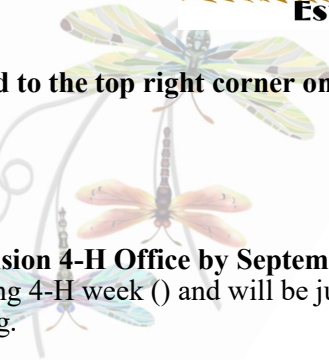 Es
d to the top right corner on
sion 4-H Office by Septem
ng 4-H week () and will be ju
g.